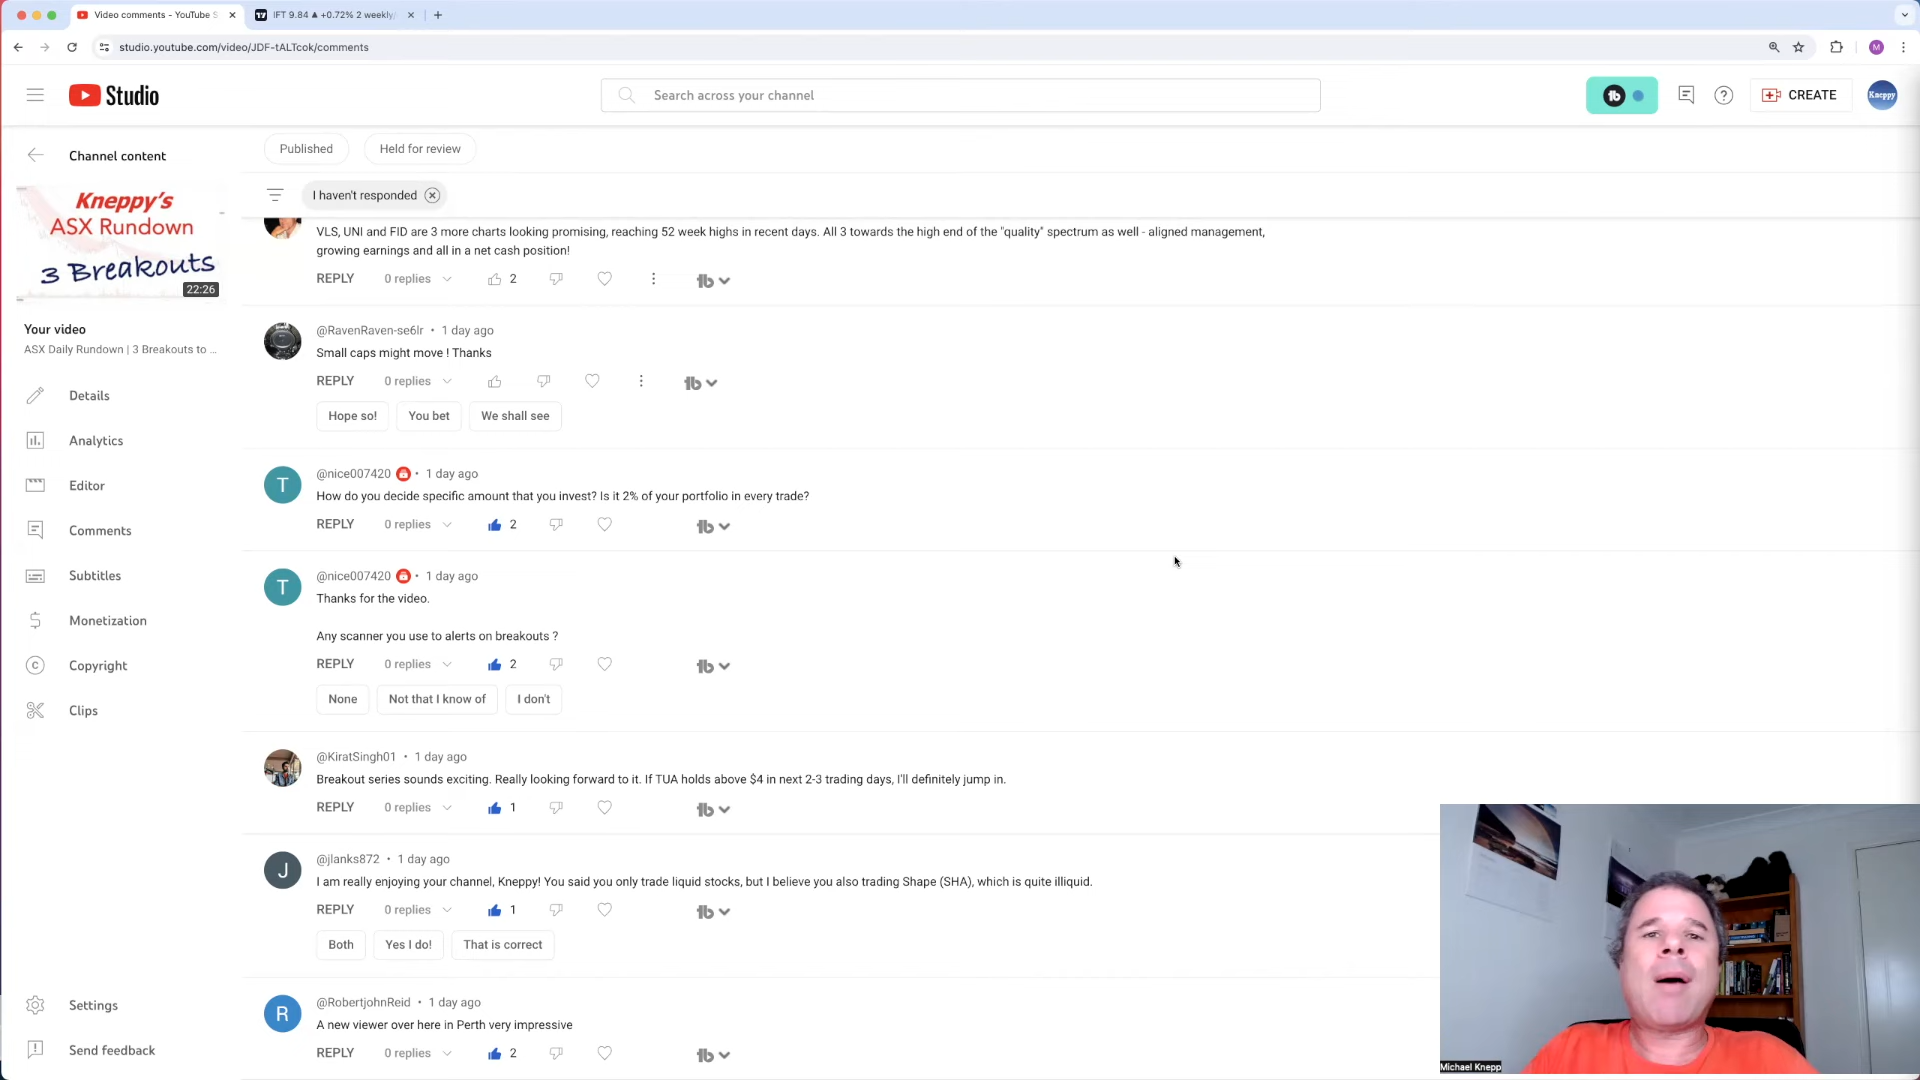 Video comments - YouTube S
IFT 9.84 ▲ +0.72% 2 weekly
studio.youtube.com/video/JDF-tALTcok/comments
M
Studio
Search across your channel
CREATE
Kneppy
Channel content
Kneppy's
ASX Rundown
3 Breakouts
22:26
Your video
ASX Daily Rundown | 3 Breakouts to ...
Details
Analytics
Editor
Comments
Subtitles
Monetization
Copyright
Clips
Settings
Send feedback
Published
Held for review
I haven't responded
VLS, UNI and FID are 3 more charts looking promising, reaching 52 week highs in recent days. All 3 towards the high end of the "quality" spectrum as well - aligned management,
growing earnings and all in a net cash position!
REPLY 0 replies 2
@RavenRaven-se6lr • 1 day ago
Small caps might move ! Thanks
REPLY 0 replies
Hope so! You bet We shall see
T
@nice007420 • 1 day ago
How do you decide specific amount that you invest? Is it 2% of your portfolio in every trade?
REPLY 0 replies 2
T
@nice007420 • 1 day ago
Thanks for the video.
Any scanner you use to alerts on breakouts ?
REPLY 0 replies 2
None Not that I know of I don't
@KiratSingh01 • 1 day ago
Breakout series sounds exciting. Really looking forward to it. If TUA holds above $4 in next 2-3 trading days, I'll definitely jump in.
REPLY 0 replies 1
J
@jlanks872 • 1 day ago
I am really enjoying your channel, Kneppy! You said you only trade liquid stocks, but I believe you also trading Shape (SHA), which is quite illiquid.
REPLY 0 replies 1
Both Yes I do! That is correct
R
@RobertjohnReid • 1 day ago
A new viewer over here in Perth very impressive
REPLY 0 replies 2
Michael Knepp